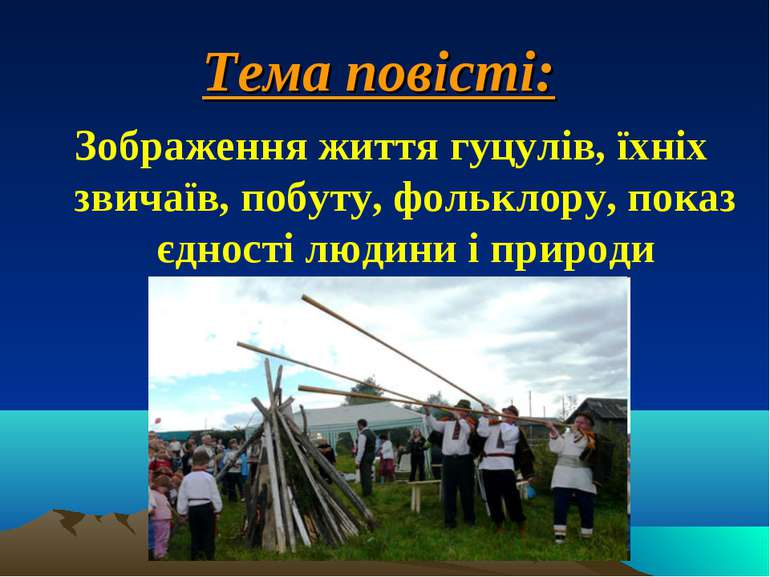 Тема повісті:
Зображення життя гуцулів, їхніх
звичаїв, побуту, фольклору, показ
єдності людини і природи